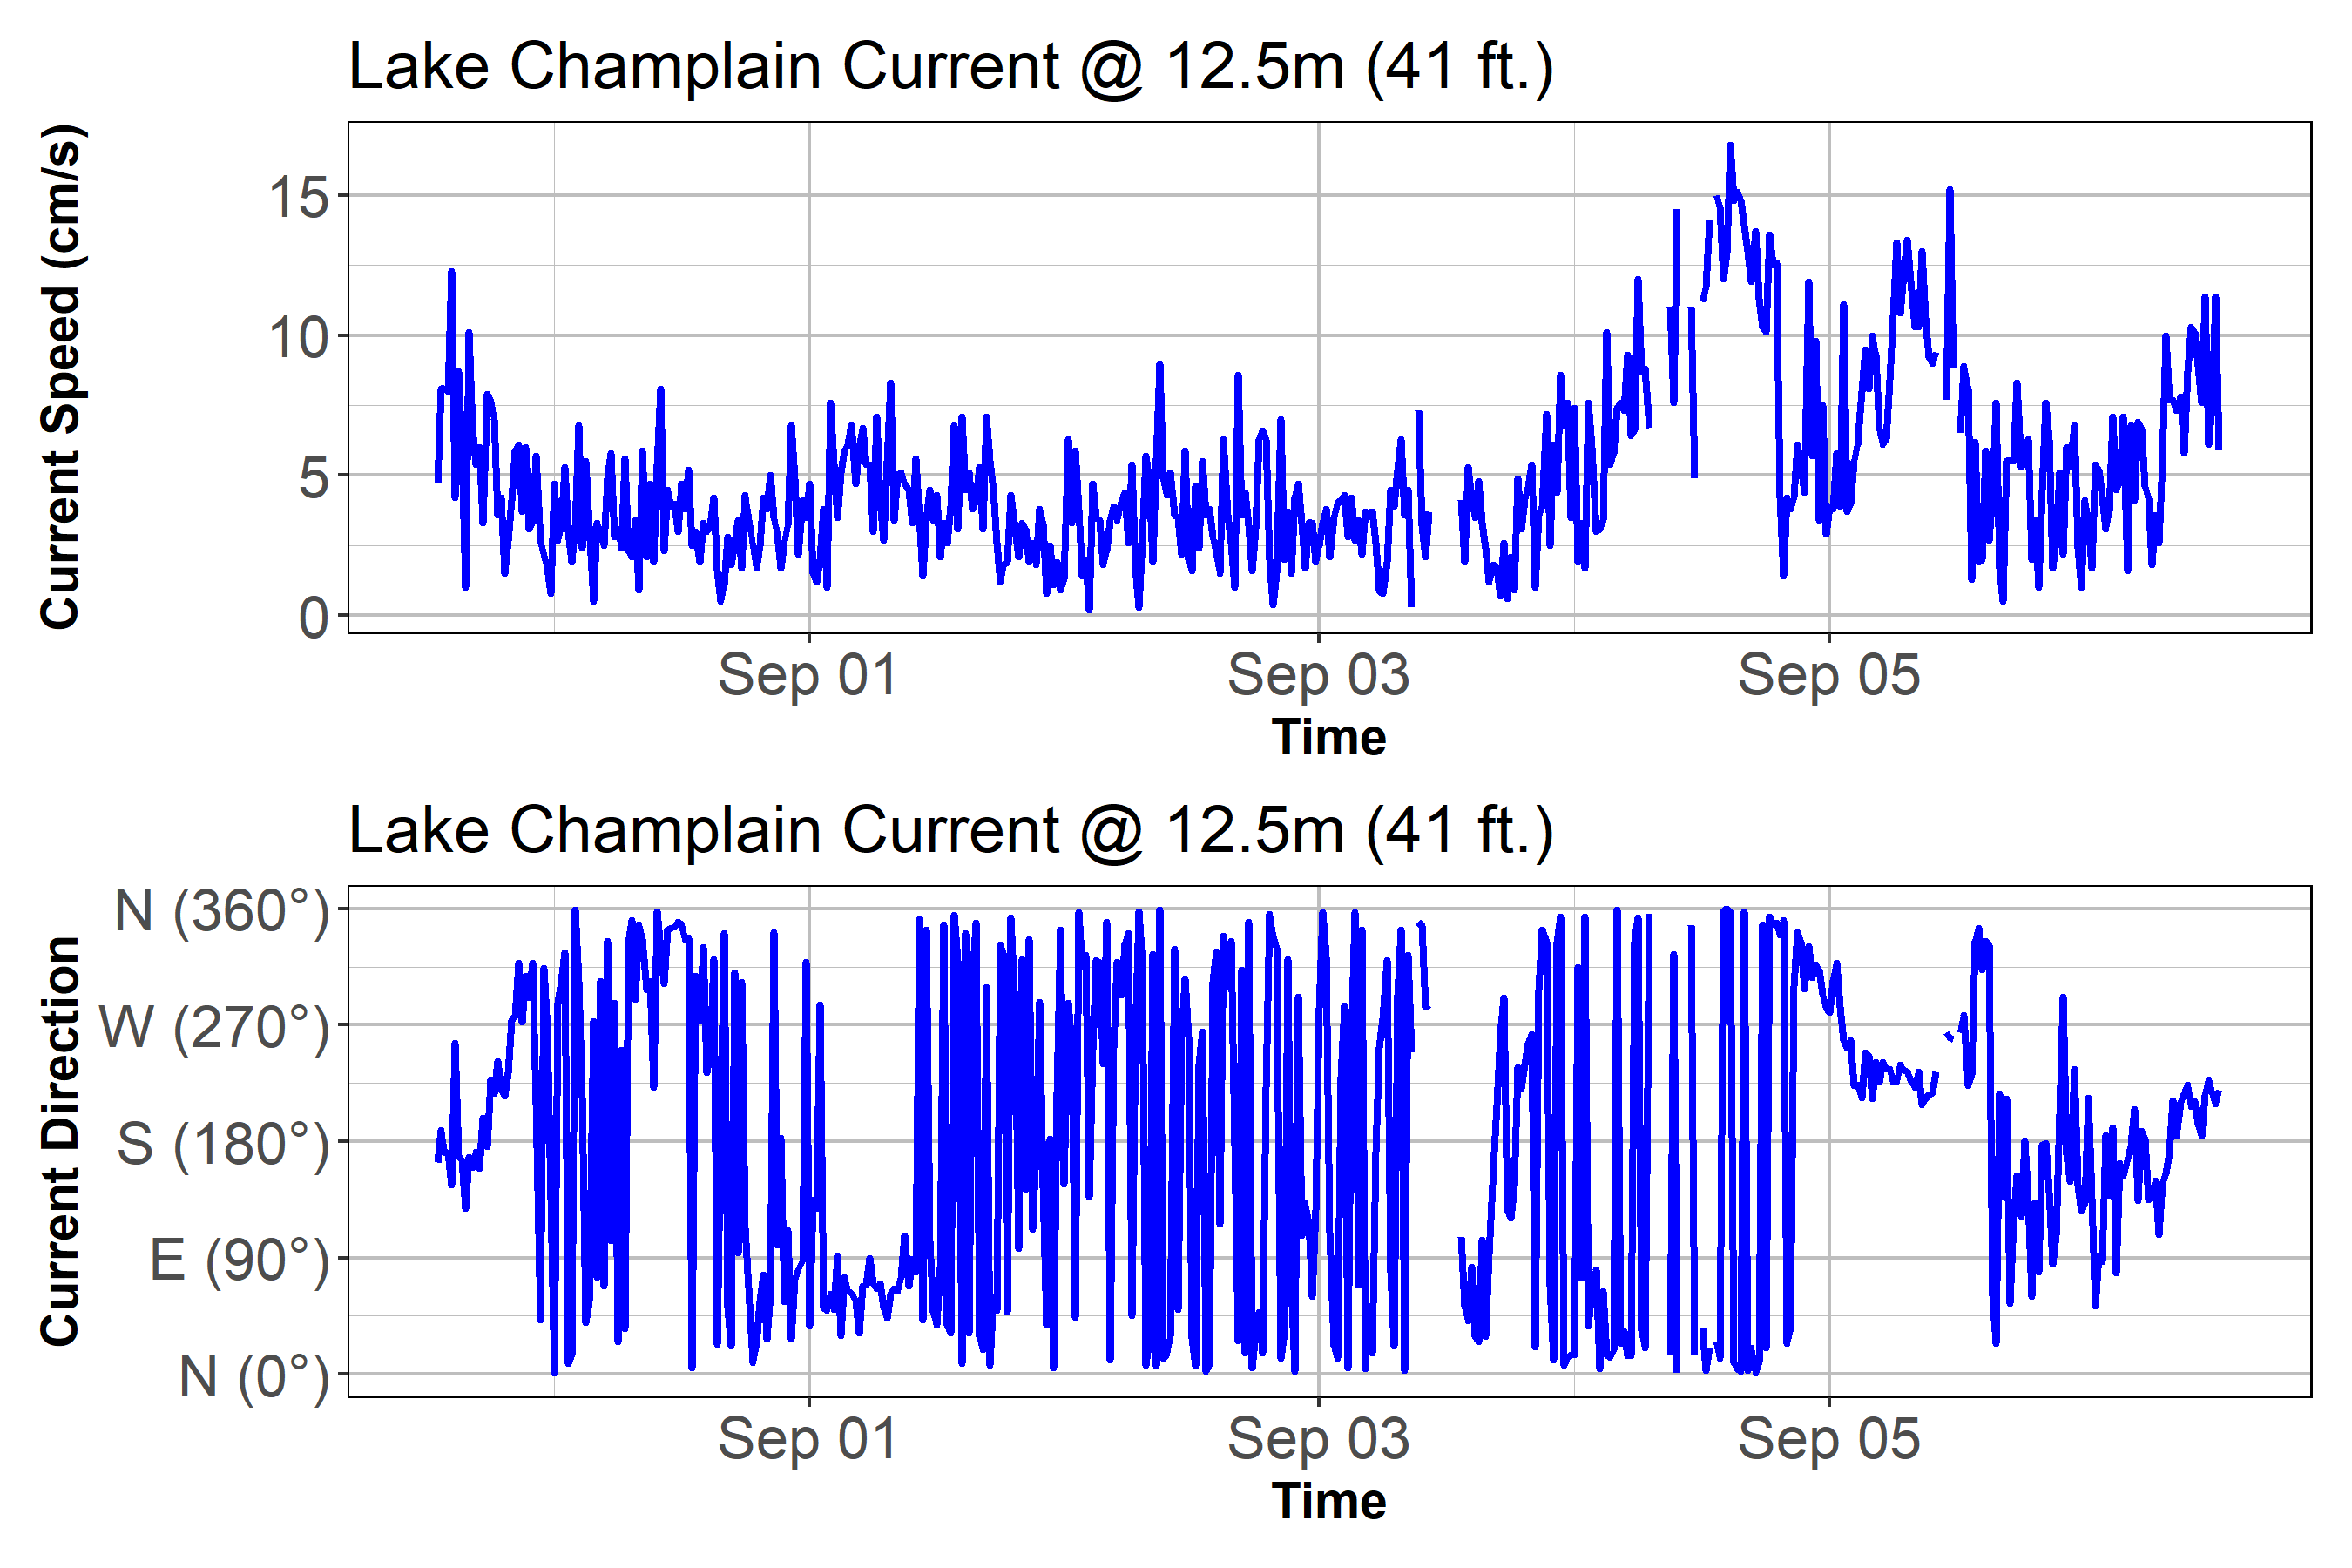 Lake Champlain Current @ 12.5m (41 ft.)
Current Speed (cm/s)
15
10
5
0
Sep 01
Sep 03
Sep 05
Time
Lake Champlain Current @ 12.5m (41 ft.)
Current Direction
N (360°)
W (270°)
S (180°)
E (90°)
N (0°)
Sep 01
Sep 03
Sep 05
Time